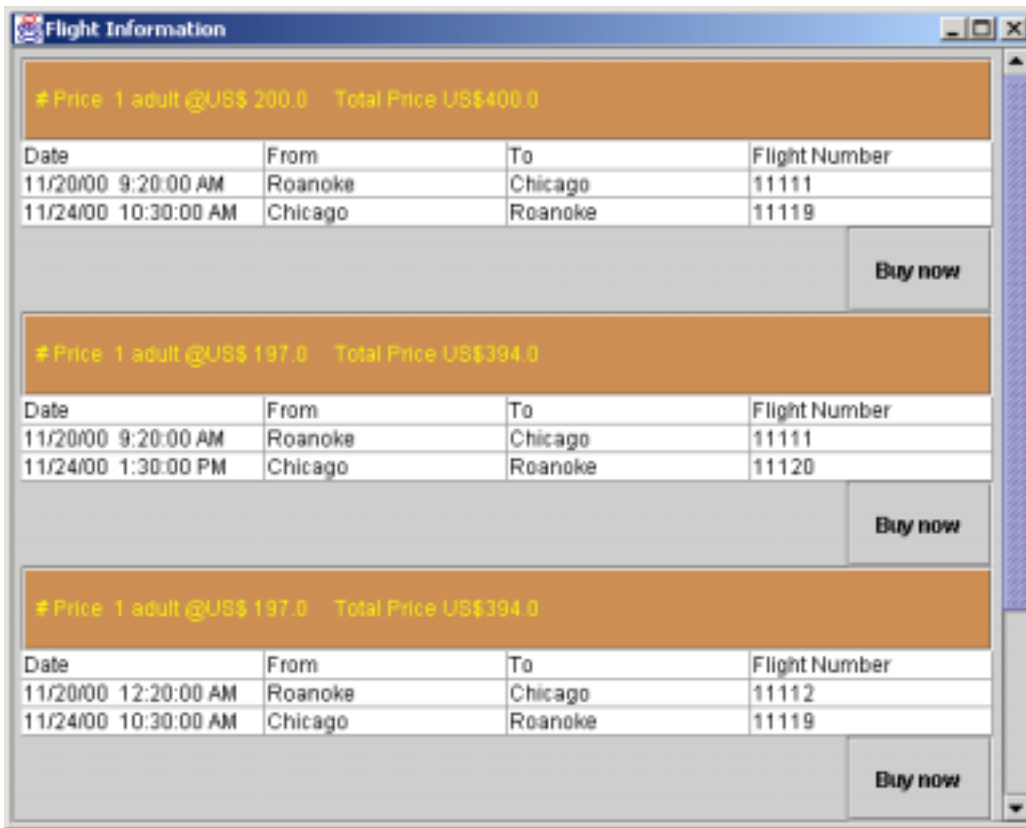 Flight Information
# Price 1 adult @US$ 200.0 Total Price US$400.0
Date From To Flight Number
11/20/00 9:20:00 AM Roanoke Chicago 11111
11/24/00 10:30:00 AM Chicago Roanoke 11119
Buy now
# Price 1 adult @US$ 197.0 Total Price US$394.0
Date From To Flight Number
11/20/00 9:20:00 AM Roanoke Chicago 11111
11/24/00 1:30:00 PM Chicago Roanoke 11120
Buy now
# Price 1 adult @US$ 197.0 Total Price US$394.0
Date From To Flight Number
11/20/00 12:20:00 AM Roanoke Chicago 11112
11/24/00 10:30:00 AM Chicago Roanoke 11119
Buy now